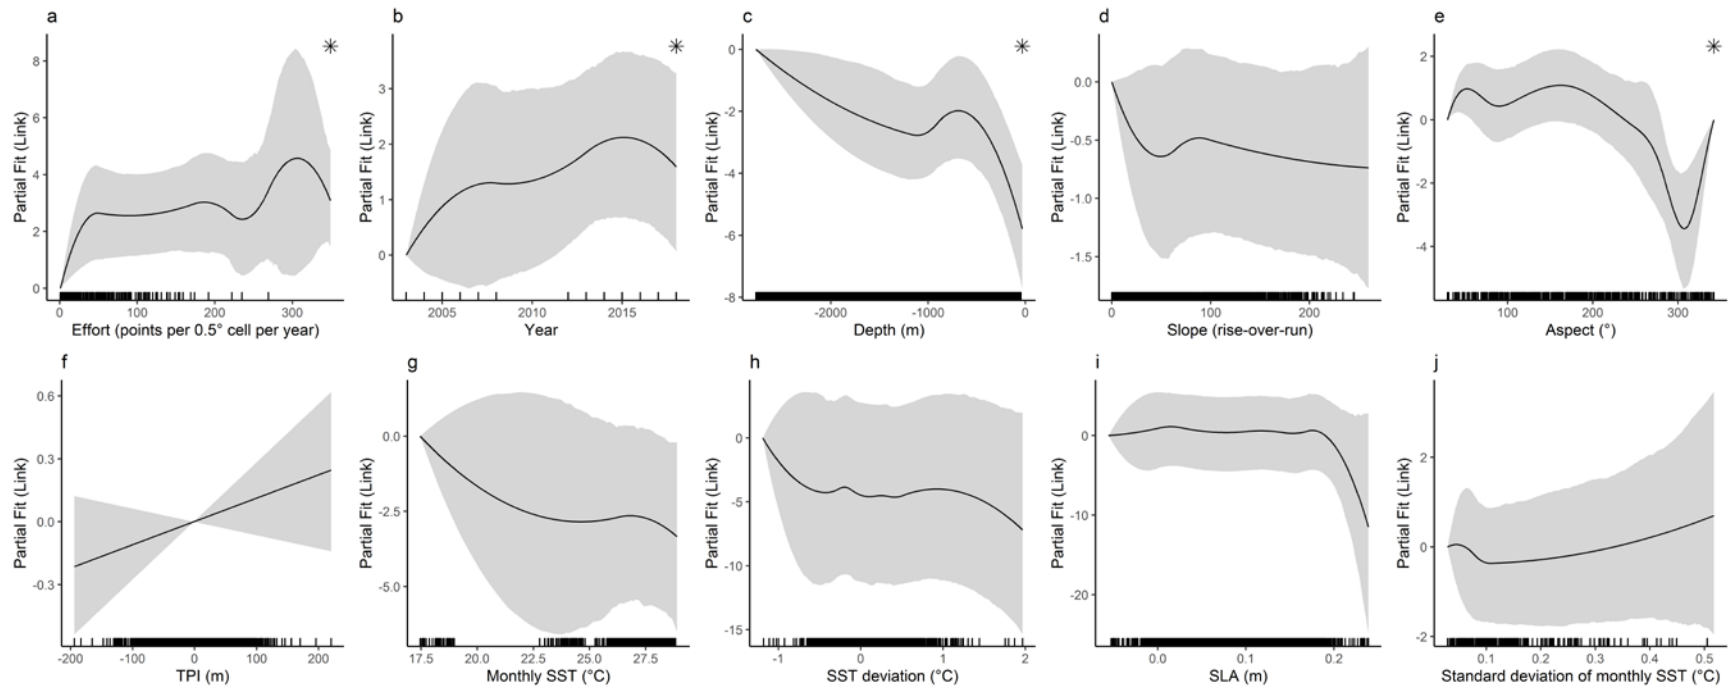 a
8
6
4
2
0
Partial Fit (Link)
0 100 200 300
Effort (points per 0.5° cell per year)
b
3
2
1
0
Partial Fit (Link)
2005 2010 2015
Year
c
0
-2
-4
-6
-8
Partial Fit (Link)
-2000 -1000 0
Depth (m)
d
0.0
-0.5
-1.0
-1.5
Partial Fit (Link)
0 100 200
Slope (rise-over-run)
e
2
0
-2
-4
Partial Fit (Link)
100 200 300
Aspect (°)
f
0.6
0.3
0.0
-0.3
Partial Fit (Link)
-200 -100 0 100 200
TPI (m)
g
0.0
-2.5
-5.0
Partial Fit (Link)
17.5 20.0 22.5 25.0 27.5
Monthly SST (°C)
h
0
-5
-10
-15
Partial Fit (Link)
-1 0 1 2
SST deviation (°C)
i
0
-10
-20
Partial Fit (Link)
0.0 0.1 0.2
SLA (m)
j
2
0
-2
Partial Fit (Link)
0.1 0.2 0.3 0.4 0.5
Standard deviation of monthly SST (°C)